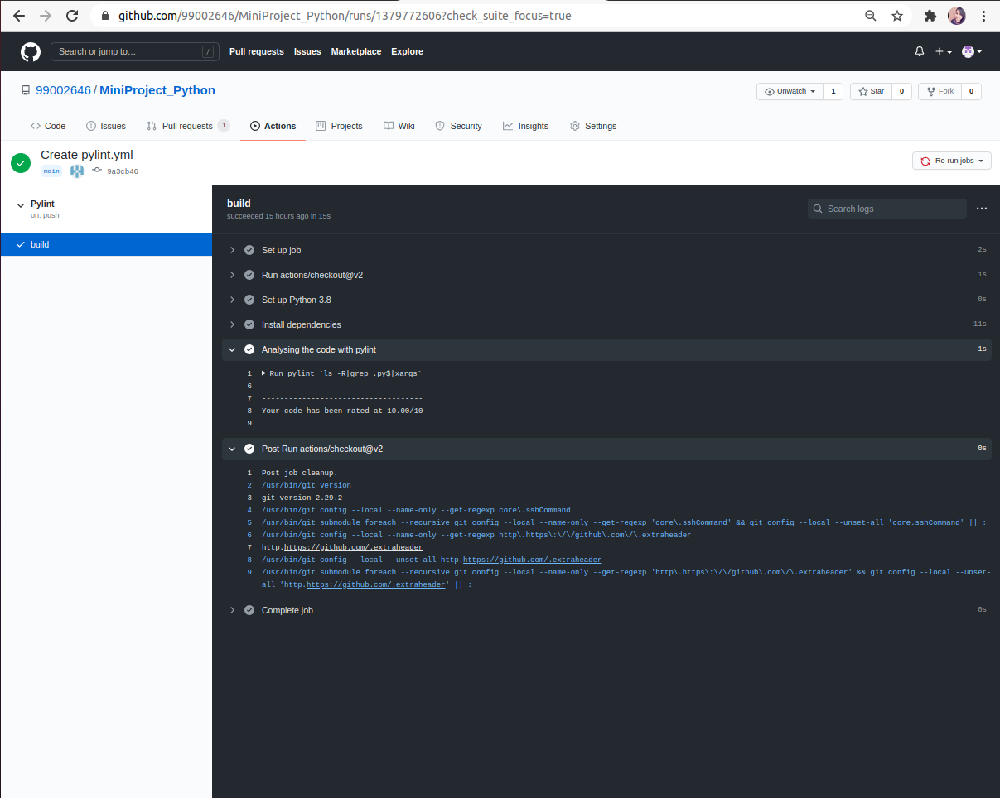 github.com/99002646/MiniProject_Python/runs/1379772606?check_suite_focus=true
Search or jump to… / Pull requests Issues Marketplace Explore
99002646 / MiniProject_Python Unwatch 1 Star 0 Fork 0
Code Issues Pull requests 1 Actions Projects Wiki Security Insights Settings
Create pylint.yml
main 9a3cb46
Re-run jobs
Pylint
on: push
build
build
succeeded 15 hours ago in 15s
Search logs
Set up job 2s
Run actions/checkout@v2 1s
Set up Python 3.8 0s
Install dependencies 11s
Analysing the code with pylint 1s
1 Run pylint `ls -R|grep .py$|xargs`
6
7 ------------------------------------
8 Your code has been rated at 10.00/10
9
Post Run actions/checkout@v2 0s
1 Post job cleanup.
2 /usr/bin/git version
3 git version 2.29.2
4 /usr/bin/git config --local --name-only --get-regexp core\.sshCommand
5 /usr/bin/git submodule foreach --recursive git config --local --name-only --get-regexp 'core\.sshCommand' && git config --local --unset-all 'core.sshCommand' || :
6 /usr/bin/git config --local --name-only --get-regexp http\.https\:\/\/github\.com\/\.extraheader
7 http.https://github.com/.extraheader
8 /usr/bin/git config --local --unset-all http.https://github.com/.extraheader
9 /usr/bin/git submodule foreach --recursive git config --local --name-only --get-regexp 'http\.https\:\/\/github\.com\/\.extraheader' && git config --local --unset-
all 'http.https://github.com/.extraheader' || :
Complete job 0s